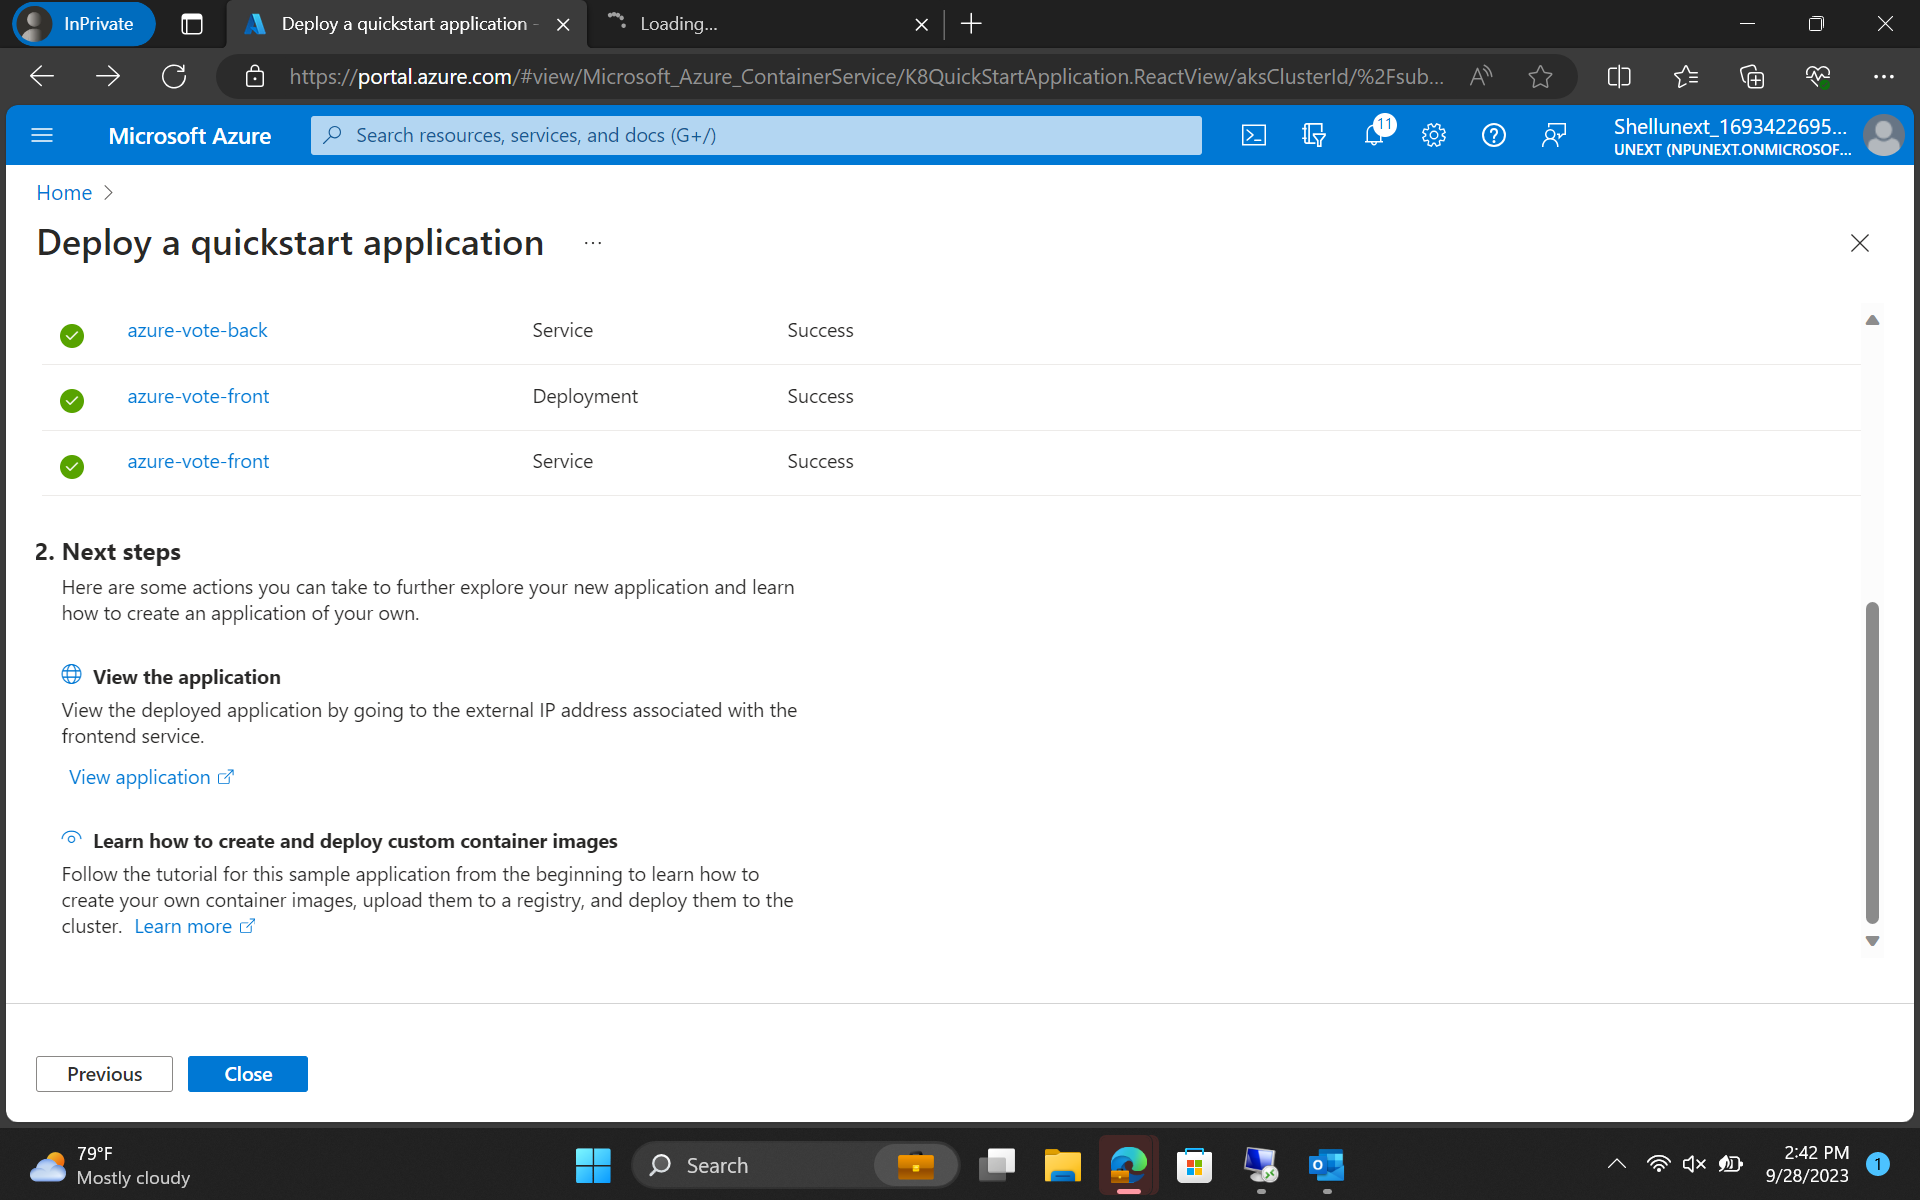 InPrivate
Deploy a quickstart application -
Loading...
https://portal.azure.com/#view/Microsoft_Azure_ContainerService/K8QuickStartApplication.ReactView/aksClusterId/%2Fsub...
Microsoft Azure
Search resources, services, and docs (G+/)
11
Shellunext_1693422695...
UNEXT (NPUNEXT.ONMICROSOF...
Home
Deploy a quickstart application ...
azure-vote-back Service Success
azure-vote-front Deployment Success
azure-vote-front Service Success
2. Next steps
Here are some actions you can take to further explore your new application and learn
how to create an application of your own.
View the application
View the deployed application by going to the external IP address associated with the
frontend service.
View application
Learn how to create and deploy custom container images
Follow the tutorial for this sample application from the beginning to learn how to
create your own container images, upload them to a registry, and deploy them to the
cluster. Learn more
Previous Close
79°F
Mostly cloudy
Search
2:42 PM
9/28/2023
1